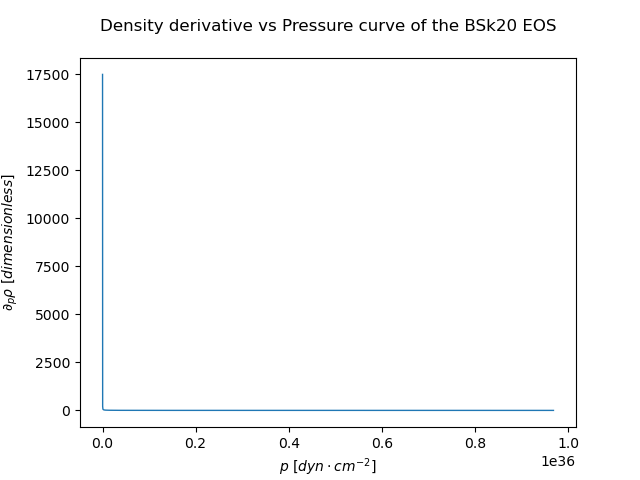 Density derivative vs Pressure curve of the BSk20 EOS
17500
15000
12500
10000
7500
5000
2500
0
∂ₚρ [dimensionless]
0.0 0.2 0.4 0.6 0.8 1.0
1e36
p [dyn · cm⁻²]